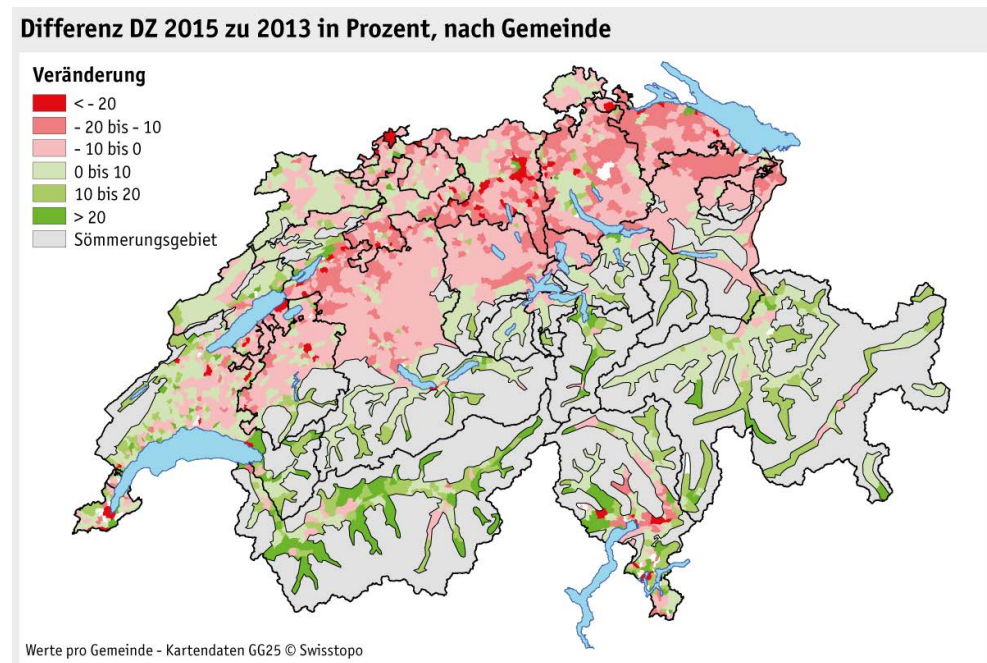 Differenz DZ 2015 zu 2013 in Prozent, nach Gemeinde
Veränderung
< - 20
- 20 bis - 10
- 10 bis 0
0 bis 10
10 bis 20
> 20
Sömmerungsgebiet
Werte pro Gemeinde - Kartendaten GG25 © Swisstopo